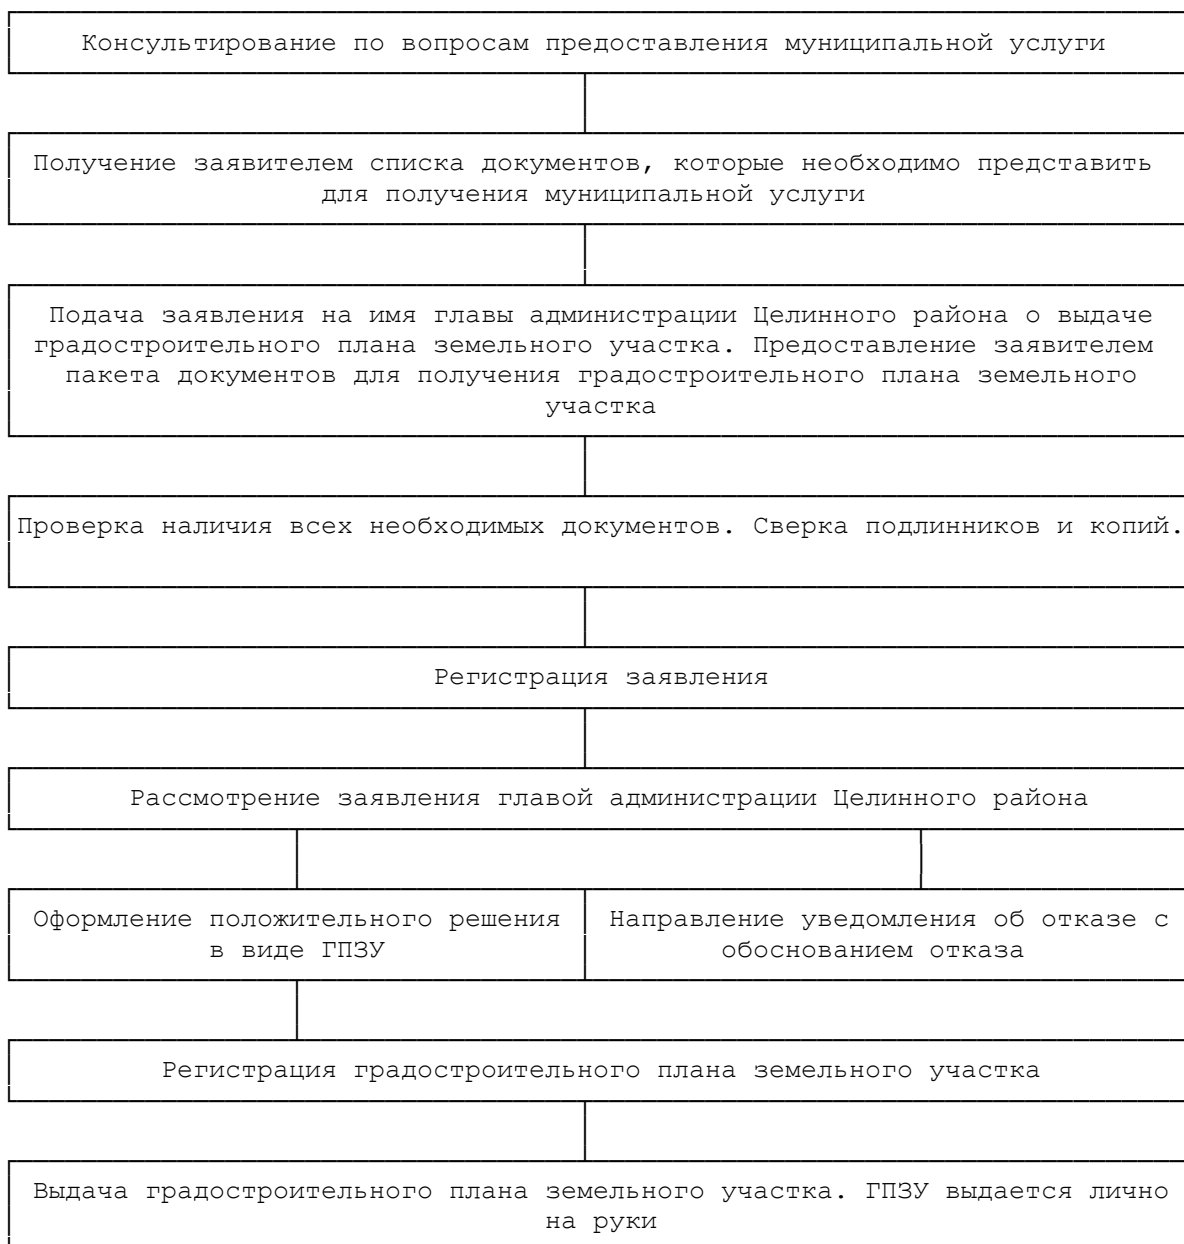 Консультирование по вопросам предоставления муниципальной услуги
Получение заявителем списка документов, которые необходимо представить
для получения муниципальной услуги
Подача заявления на имя главы администрации Целинного района о выдаче
градостроительного плана земельного участка. Предоставление заявителем
пакета документов для получения градостроительного плана земельного
участка
Проверка наличия всех необходимых документов. Сверка подлинников и копий.
Регистрация заявления
Рассмотрение заявления главой администрации Целинного района
Оформление положительного решения
в виде ГПЗУ
Направление уведомления об отказе с
обоснованием отказа
Регистрация градостроительного плана земельного участка
Выдача градостроительного плана земельного участка. ГПЗУ выдается лично
на руки